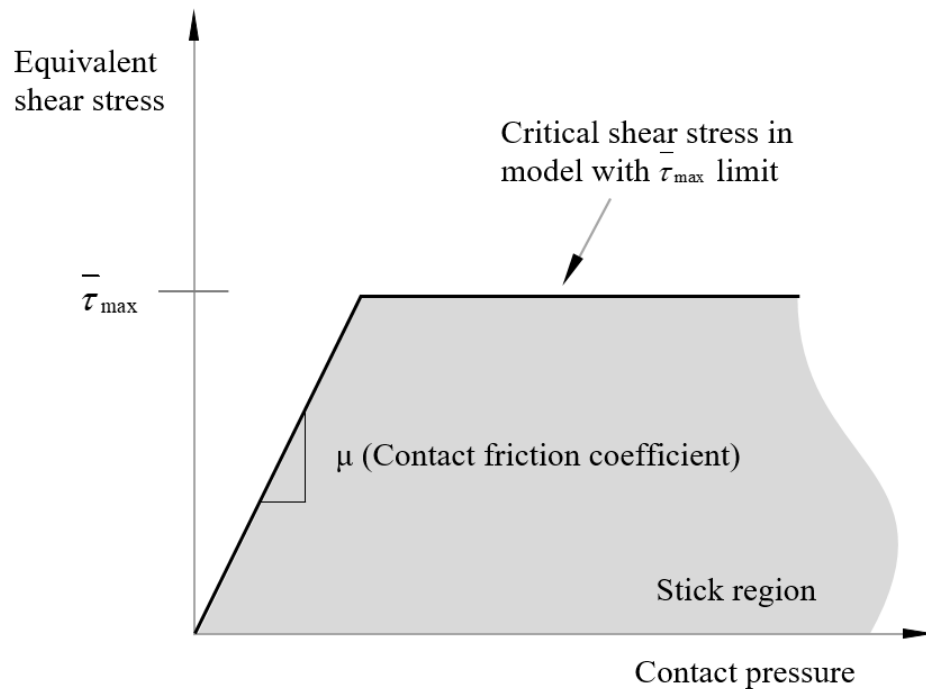 Equivalent
shear stress
Critical shear stress in
model with τ̄max limit
τ̄max
μ (Contact friction coefficient)
Stick region
Contact pressure